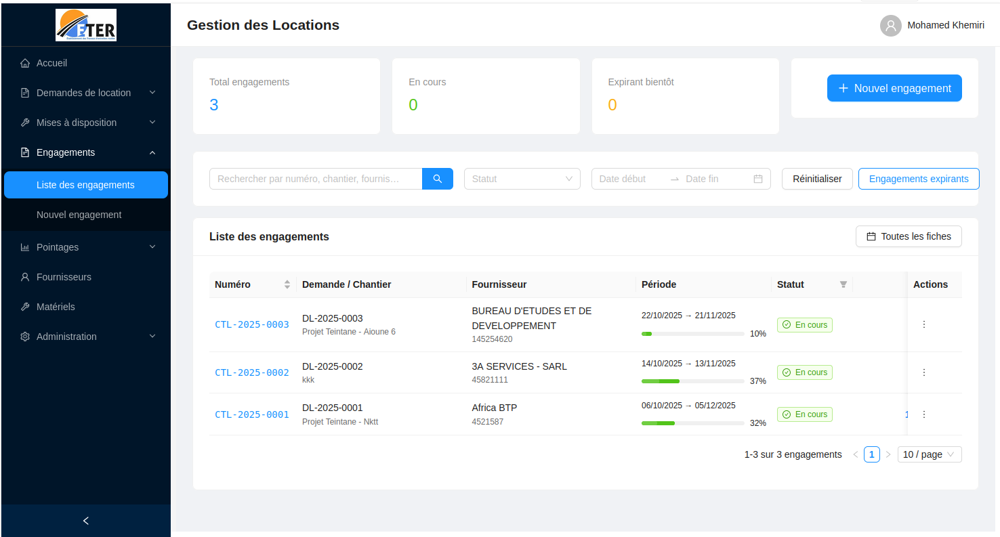 ETER
Gestion des Locations
Mohamed Khemiri
Accueil
Demandes de location
Mises à disposition
Engagements
Liste des engagements
Nouvel engagement
Pointages
Fournisseurs
Matériels
Administration
Total engagements
3
En cours
0
Expirant bientôt
0
Nouvel engagement
Rechercher par numéro, chantier, fournis…
Statut
Date début
Date fin
Réinitialiser
Engagements expirants
Liste des engagements
Toutes les fiches
Numéro Demande / Chantier Fournisseur Période Statut Actions
CTL-2025-0003
DL-2025-0003
Projet Teintane - Aioune 6
BUREAU D'ETUDES ET DE
DEVELOPPEMENT
145254620
22/10/2025 → 21/11/2025
10%
En cours
CTL-2025-0002
DL-2025-0002
kkk
3A SERVICES - SARL
45821111
14/10/2025 → 13/11/2025
37%
En cours
CTL-2025-0001
DL-2025-0001
Projet Teintane - Nktt
Africa BTP
4521587
06/10/2025 → 05/12/2025
32%
En cours
1-3 sur 3 engagements
1
10 / page